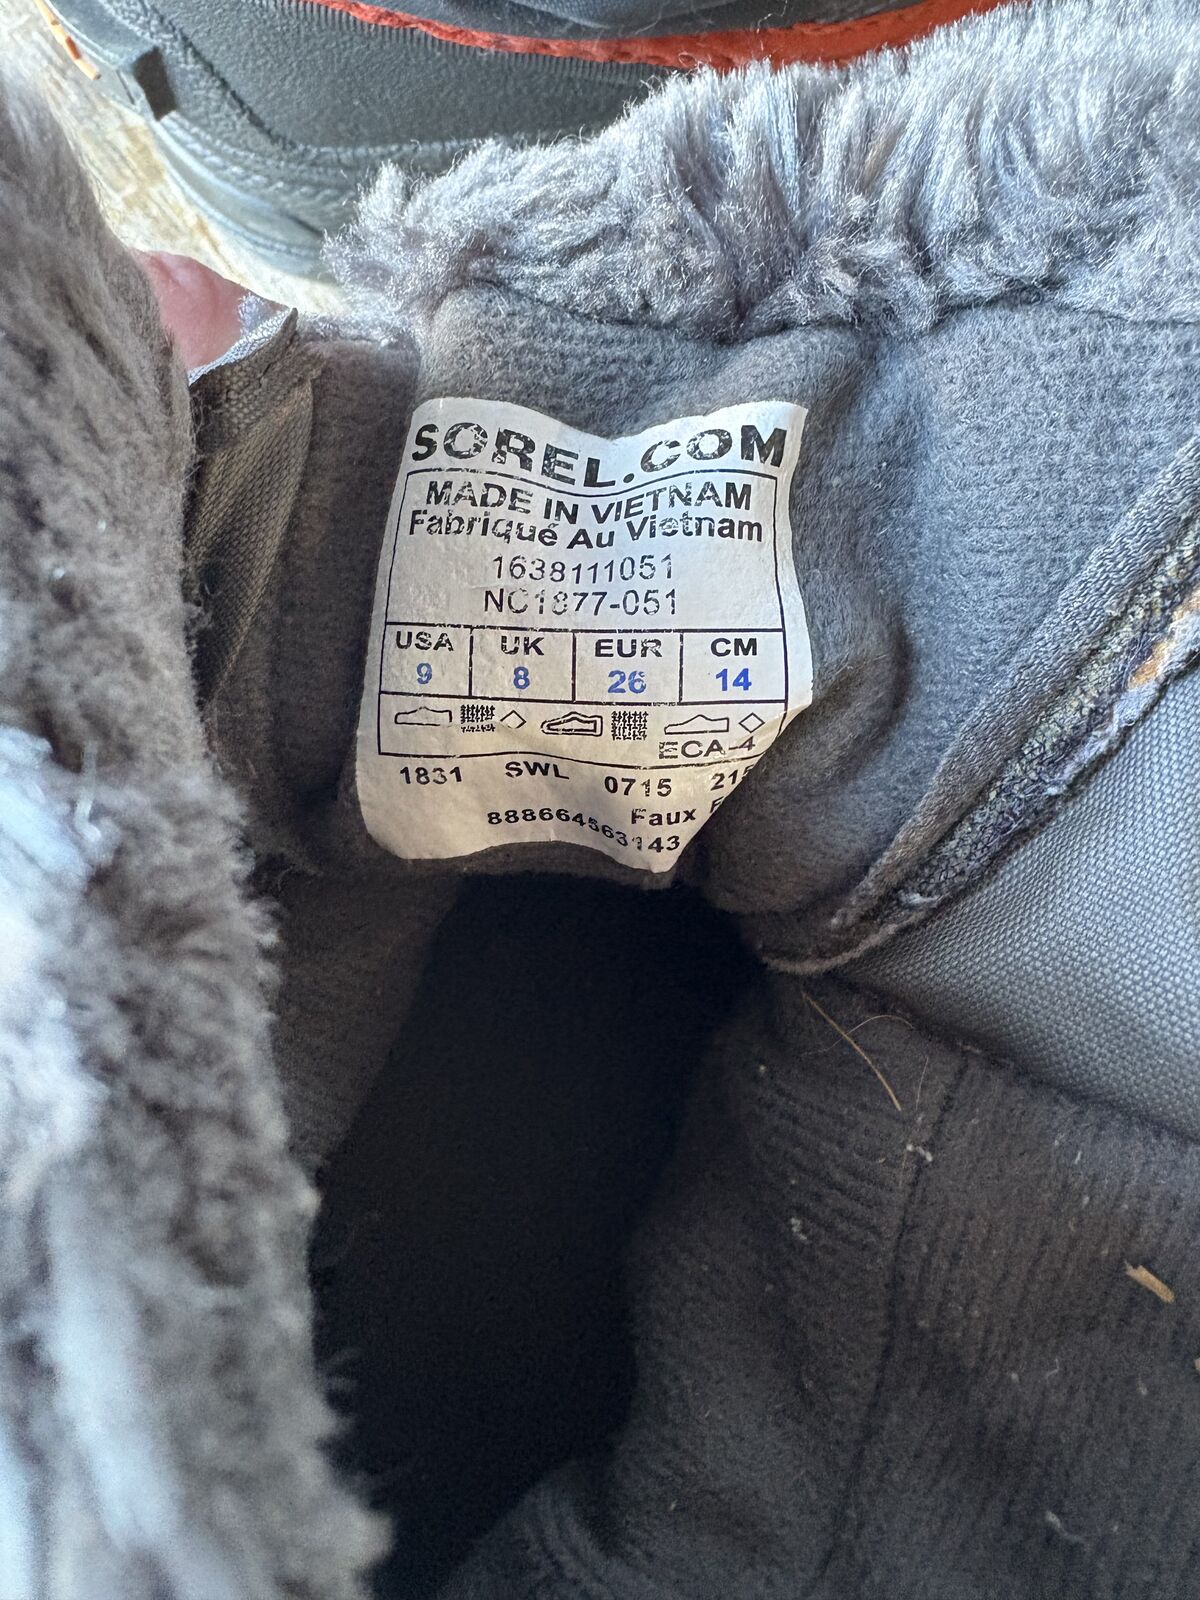 SOREL.COM
MADE IN VIETNAM
Fabriqué Au Vietnam
1638111051
NC1877-051
USA UK EUR CM
9 8 26 14
ECA-4
1831 SWL 0715
Faux
888664563143